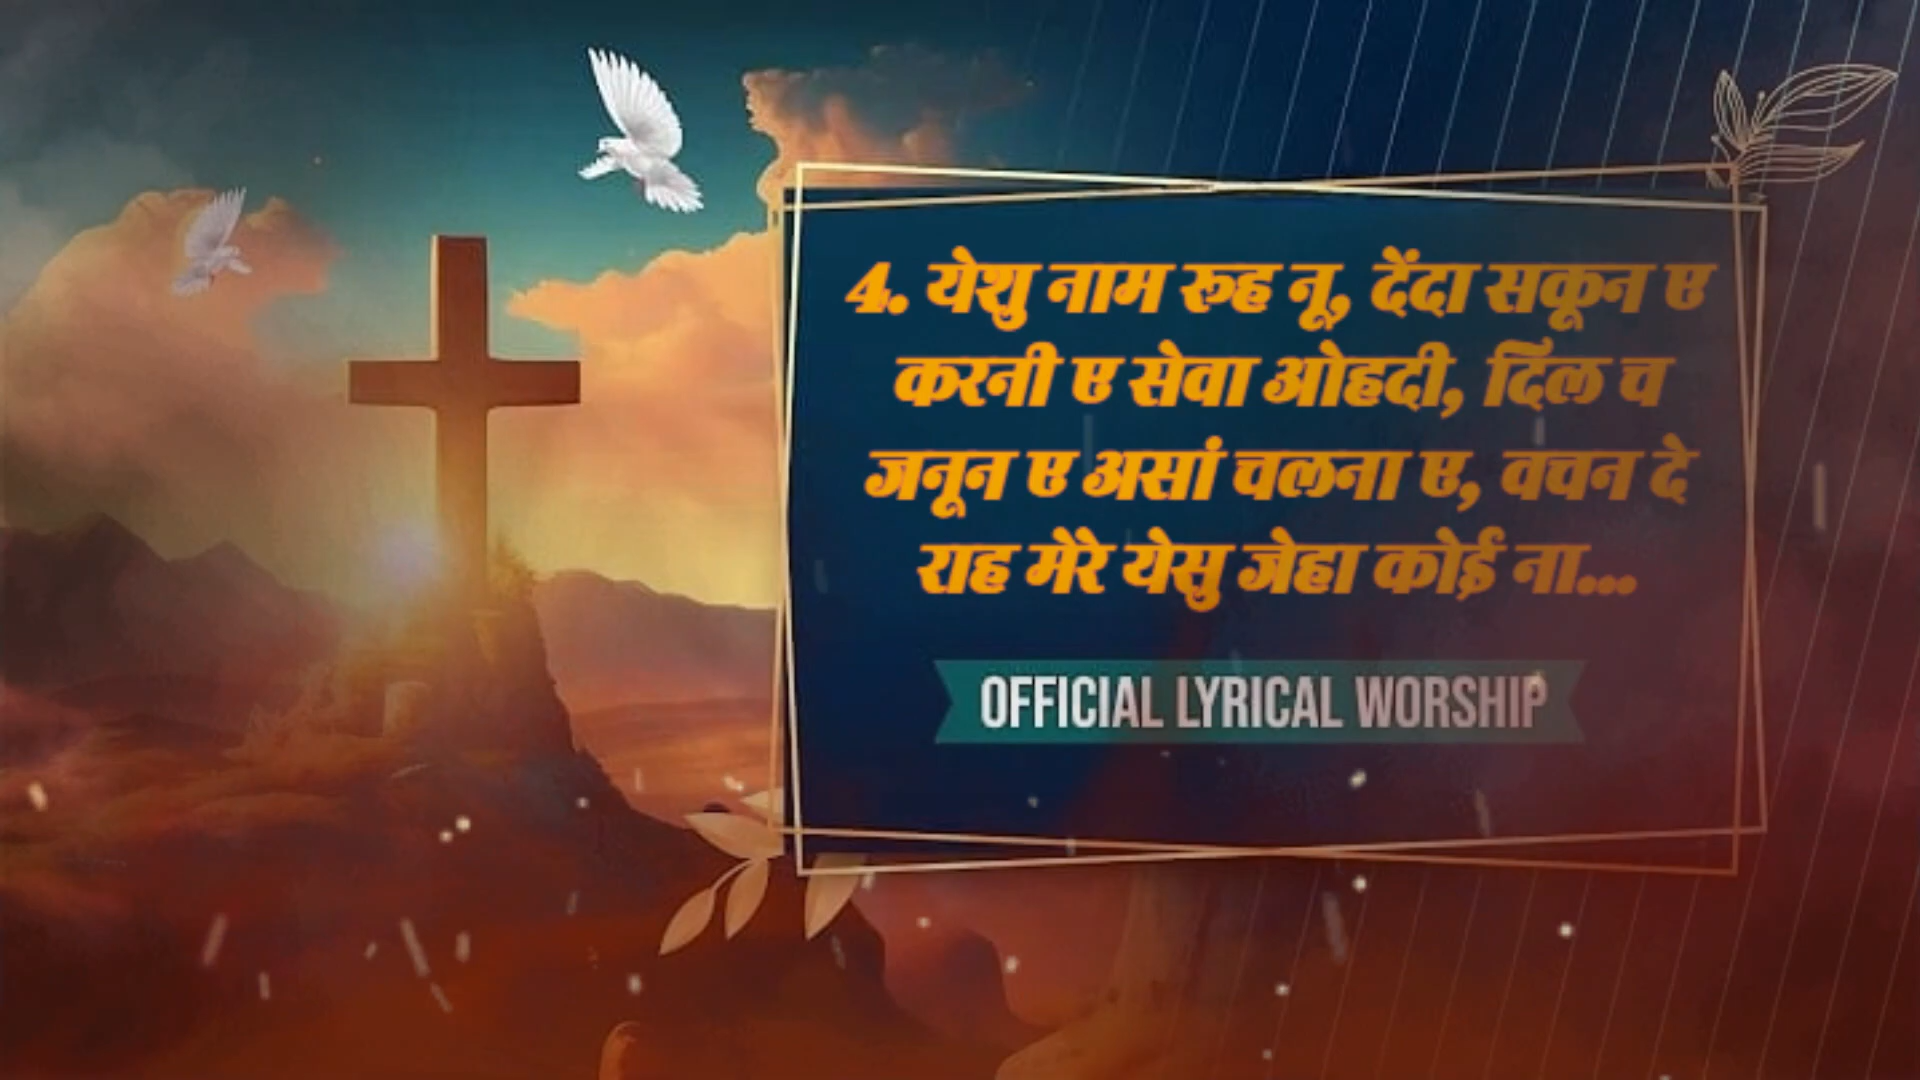 4. येशु नाम रूह नू, देंदा सकून ए
करनी ए सेवा ओहदी, दिल च
जनून ए असां चलना ए, वचन दे
राह मेरे येसु जेहा कोई ना...
OFFICIAL LYRICAL WORSHIP